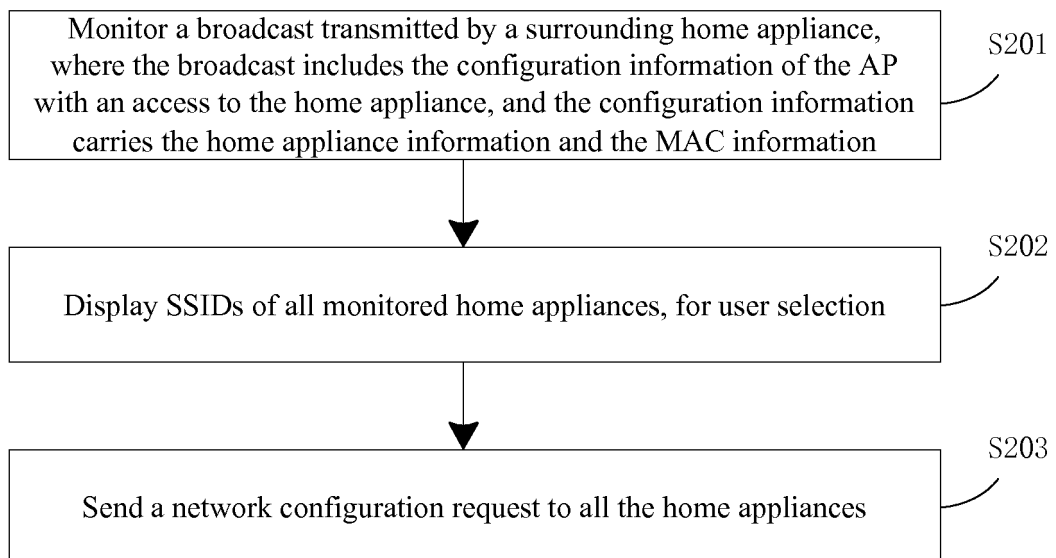 Monitor a broadcast transmitted by a surrounding home appliance,
where the broadcast includes the configuration information of the AP
with an access to the home appliance, and the configuration information
carries the home appliance information and the MAC information
S201
Display SSIDs of all monitored home appliances, for user selection
S202
Send a network configuration request to all the home appliances
S203